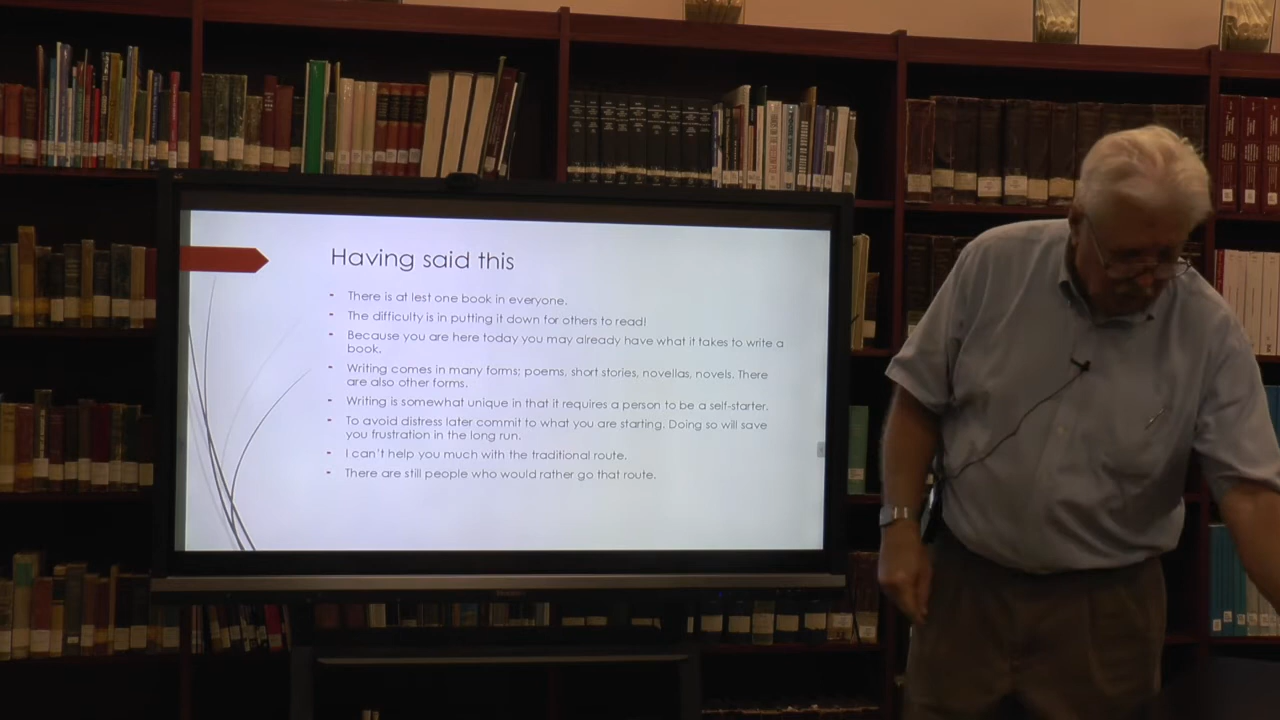 Having said this
- There is at lest one book in everyone.
- The difficulty is in putting it down for others to read!
- Because you are here today you may already have what it takes to write a
book.
- Writing comes in many forms; poems, short stories, novellas, novels. There
are also other forms.
- Writing is somewhat unique in that it requires a person to be a self-starter.
- To avoid distress later commit to what you are starting. Doing so will save
you frustration in the long run.
- I can't help you much with the traditional route.
- There are still people who would rather go that route.